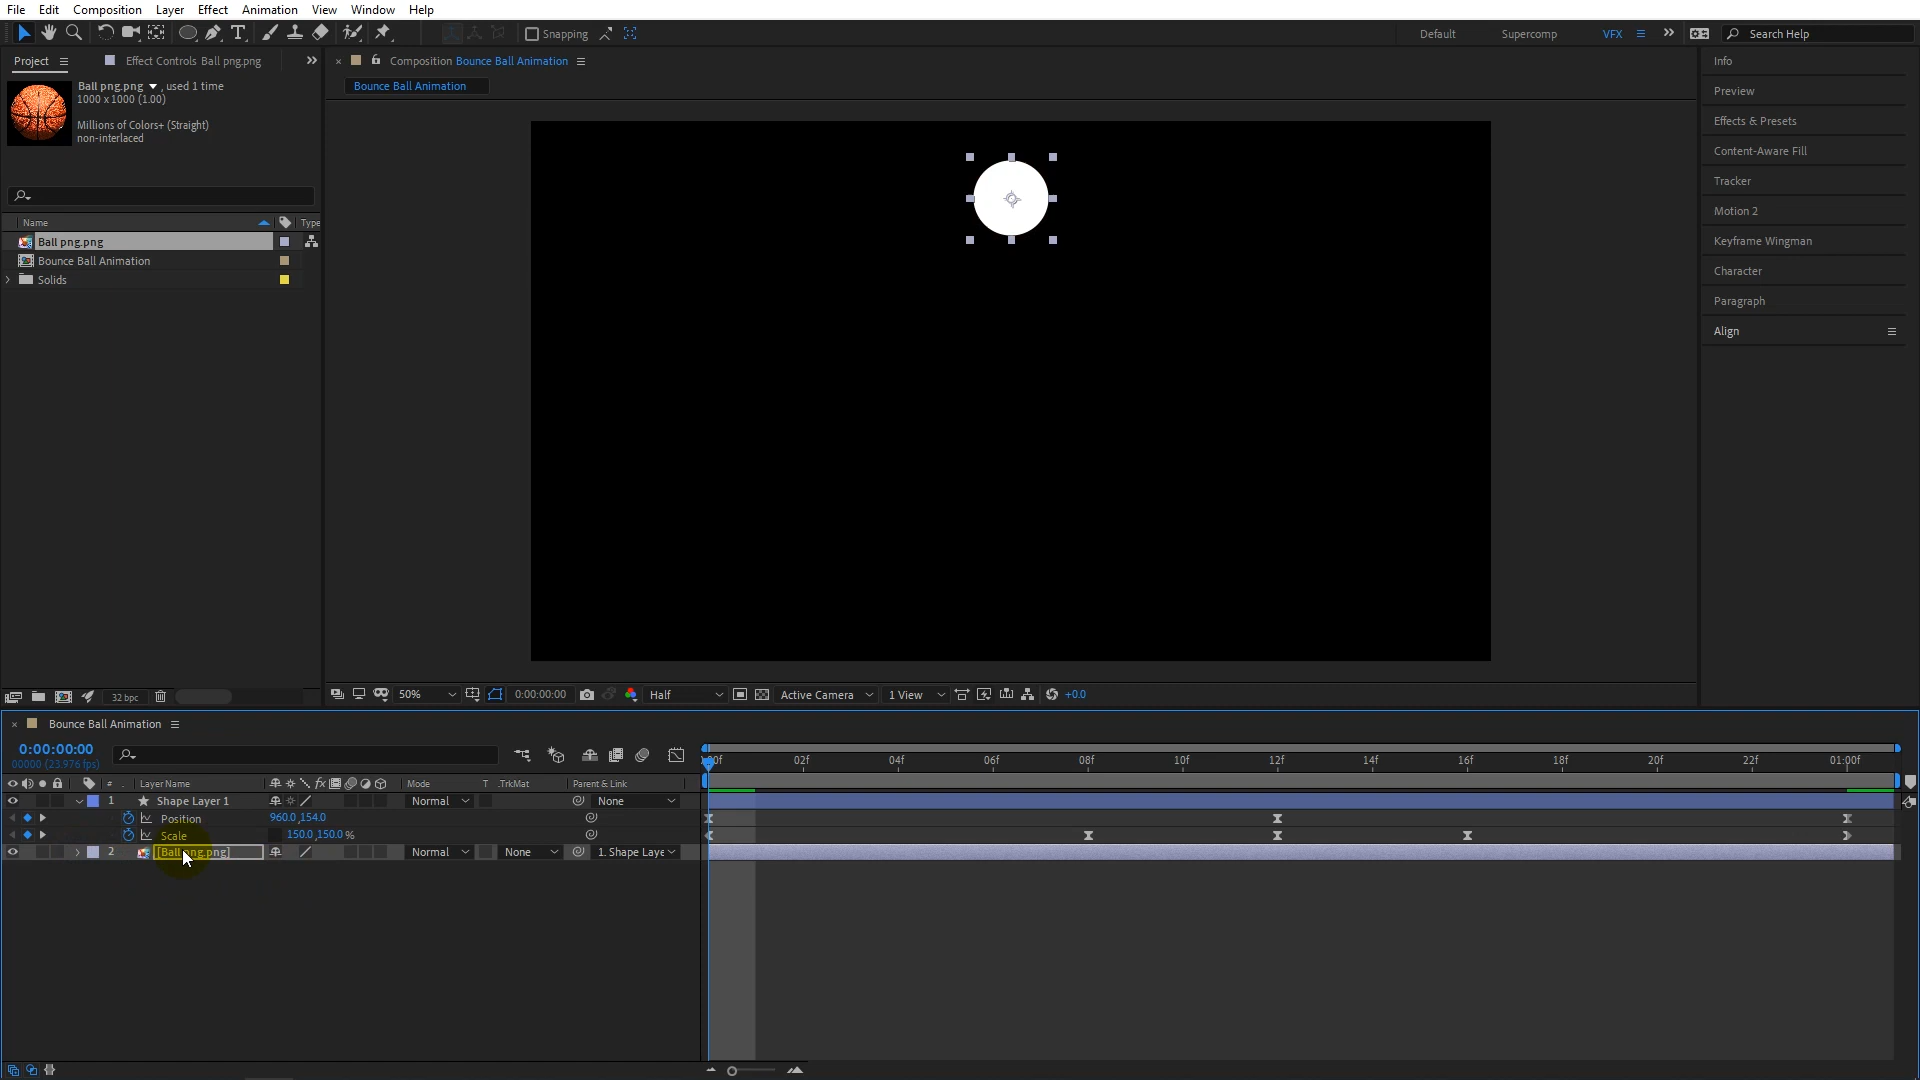 File Edit Composition Layer Effect Animation View Window Help
Snapping
Default Supercomp VFX Search Help
Project Effect Controls Ball png.png
Composition Bounce Ball Animation
Bounce Ball Animation
Ball png.png , used 1 time
1000 x 1000 (1.00)
Millions of Colors+ (Straight)
non-interlaced
Name Type
Ball png.png
Bounce Ball Animation
Solids
Info
Preview
Effects & Presets
Content-Aware Fill
Tracker
Motion 2
Keyframe Wingman
Character
Paragraph
Align
32 bpc
50% 0:00:00:00 Half Active Camera 1 View +0.0
Bounce Ball Animation
0:00:00:00
00000 (23.976 fps)
02f 04f 06f 08f 10f 12f 14f 16f 18f 20f 22f 01:00f
# Layer Name Mode T .TrkMat Parent & Link
1 Shape Layer 1 Normal None
Position 960.0,154.0
Scale 150.0,150.0%
2 [Ball png.png] Normal None 1. Shape Laye